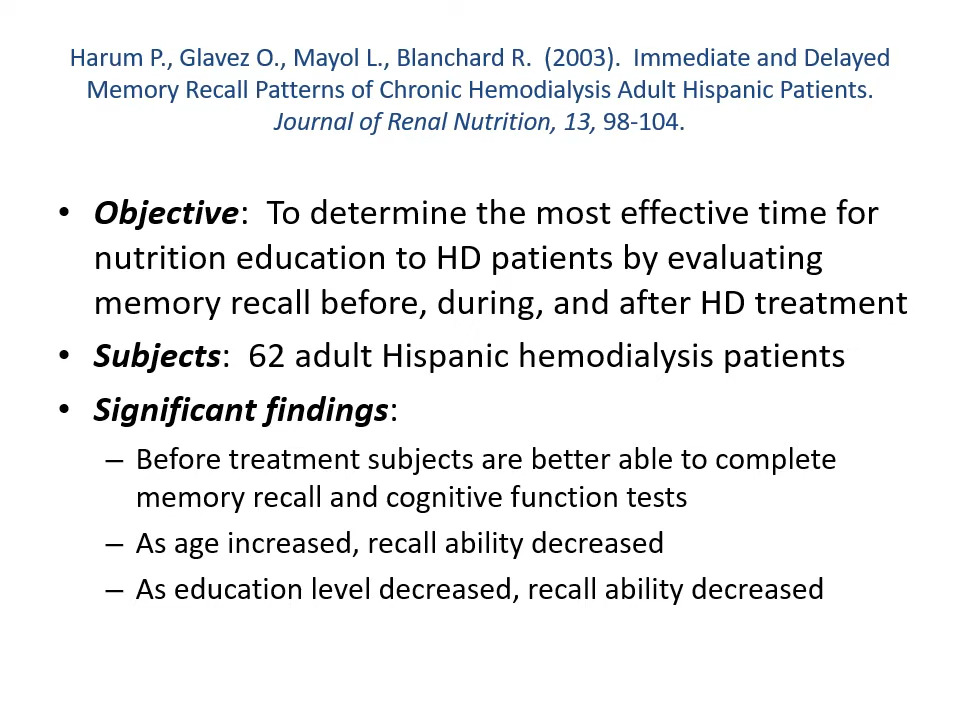 Harum P., Glavez O., Mayol L., Blanchard R.  (2003).  Immediate and Delayed
Memory Recall Patterns of Chronic Hemodialysis Adult Hispanic Patients.
Journal of Renal Nutrition, 13, 98-104.
• Objective:  To determine the most effective time for
nutrition education to HD patients by evaluating
memory recall before, during, and after HD treatment
• Subjects:  62 adult Hispanic hemodialysis patients
• Significant findings:
– Before treatment subjects are better able to complete
memory recall and cognitive function tests
– As age increased, recall ability decreased
– As education level decreased, recall ability decreased